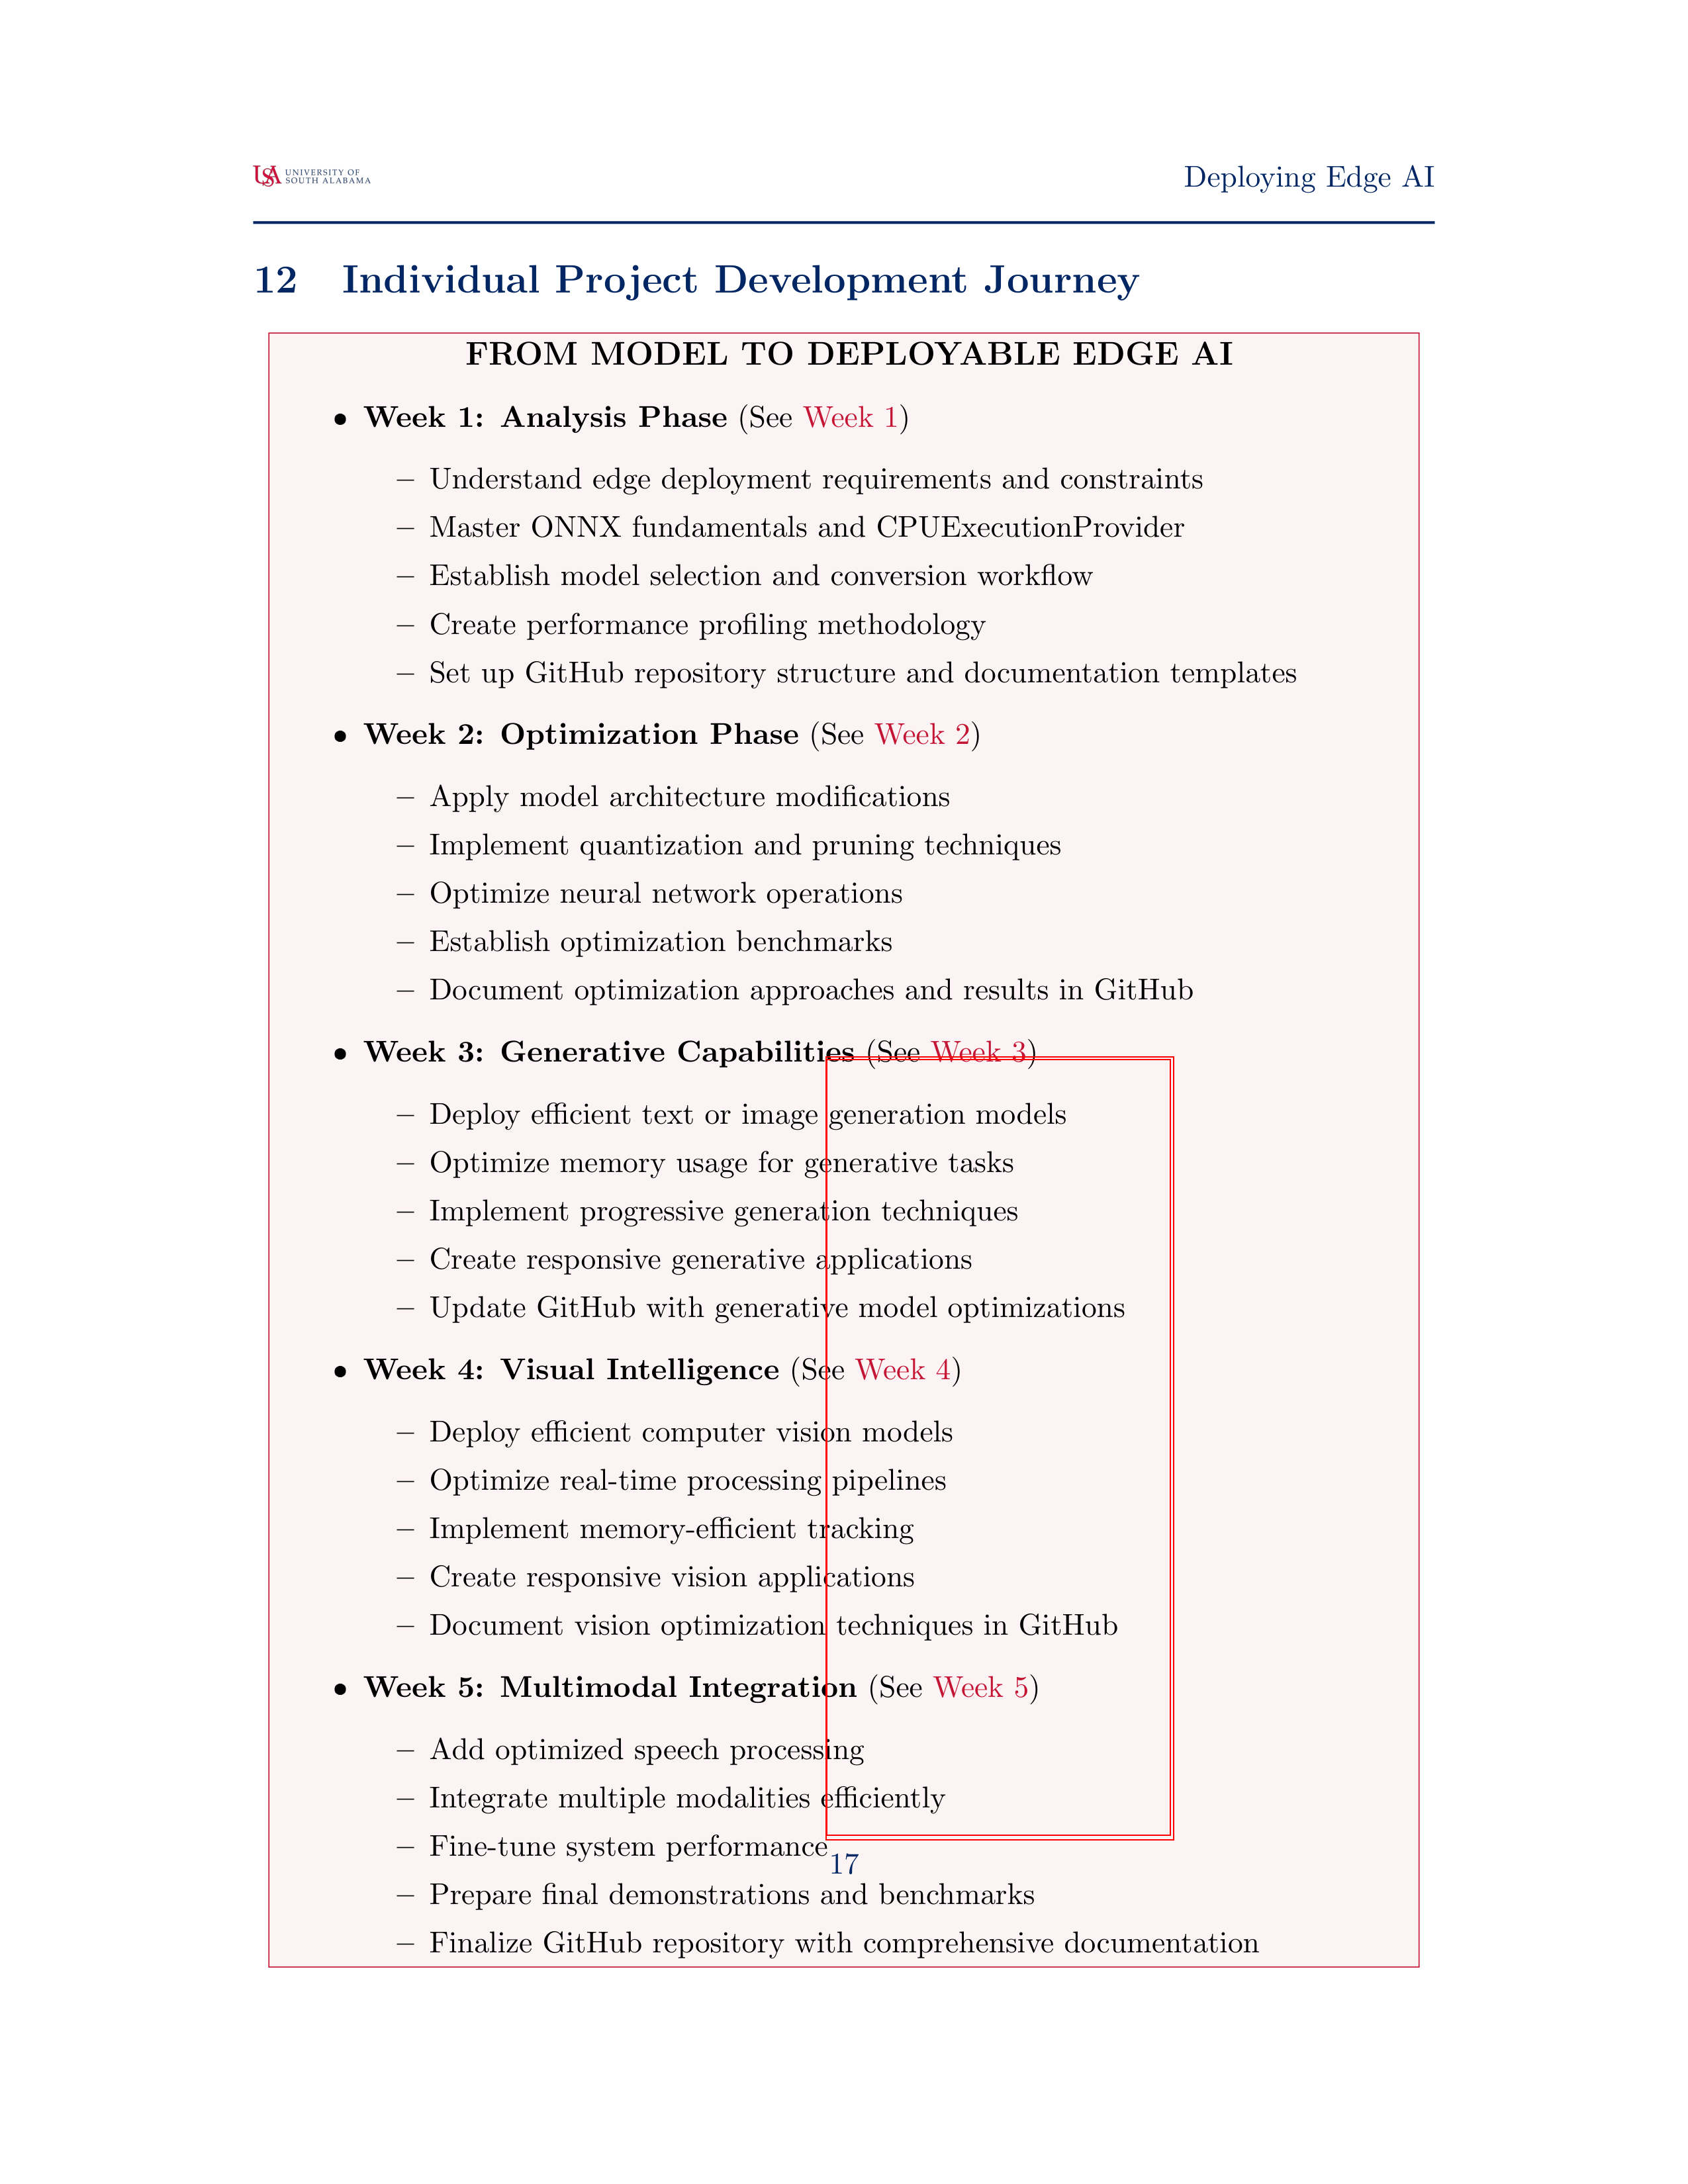 USA UNIVERSITY OF
SOUTH ALABAMA
Deploying Edge AI
12 Individual Project Development Journey
FROM MODEL TO DEPLOYABLE EDGE AI
• Week 1: Analysis Phase (See Week 1)
– Understand edge deployment requirements and constraints
– Master ONNX fundamentals and CPUExecutionProvider
– Establish model selection and conversion workflow
– Create performance profiling methodology
– Set up GitHub repository structure and documentation templates
• Week 2: Optimization Phase (See Week 2)
– Apply model architecture modifications
– Implement quantization and pruning techniques
– Optimize neural network operations
– Establish optimization benchmarks
– Document optimization approaches and results in GitHub
• Week 3: Generative Capabilities (See Week 3)
– Deploy efficient text or image generation models
– Optimize memory usage for generative tasks
– Implement progressive generation techniques
– Create responsive generative applications
– Update GitHub with generative model optimizations
• Week 4: Visual Intelligence (See Week 4)
– Deploy efficient computer vision models
– Optimize real-time processing pipelines
– Implement memory-efficient tracking
– Create responsive vision applications
– Document vision optimization techniques in GitHub
• Week 5: Multimodal Integration (See Week 5)
– Add optimized speech processing
– Integrate multiple modalities efficiently
– Fine-tune system performance
17
– Prepare final demonstrations and benchmarks
– Finalize GitHub repository with comprehensive documentation